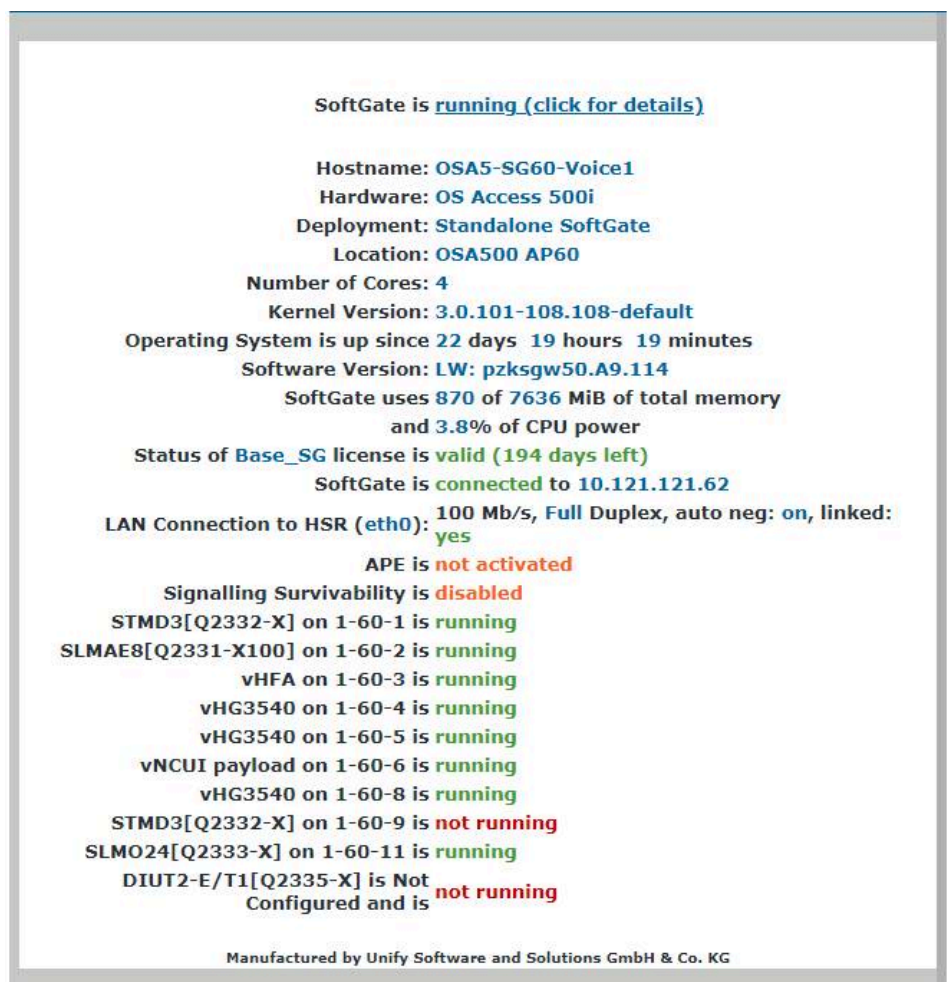 SoftGate is running (click for details)
Hostname: OSA5-SG60-Voice1
Hardware: OS Access 500i
Deployment: Standalone SoftGate
Location: OSA500 AP60
Number of Cores: 4
Kernel Version: 3.0.101-108.108-default
Operating System is up since 22 days 19 hours 19 minutes
Software Version: LW: pzksgw50.A9.114
SoftGate uses 870 of 7636 MiB of total memory
and 3.8% of CPU power
Status of Base_SG license is valid (194 days left)
SoftGate is connected to 10.121.121.62
LAN Connection to HSR (eth0): 100 Mb/s, Full Duplex, auto neg: on, linked:
yes
APE is not activated
Signalling Survivability is disabled
STMD3[Q2332-X] on 1-60-1 is running
SLMAE8[Q2331-X100] on 1-60-2 is running
vHFA on 1-60-3 is running
vHG3540 on 1-60-4 is running
vHG3540 on 1-60-5 is running
vNCUI payload on 1-60-6 is running
vHG3540 on 1-60-8 is running
STMD3[Q2332-X] on 1-60-9 is not running
SLMO24[Q2333-X] on 1-60-11 is running
DIUT2-E/T1[Q2335-X] is Not
Configured and is not running
Manufactured by Unify Software and Solutions GmbH & Co. KG